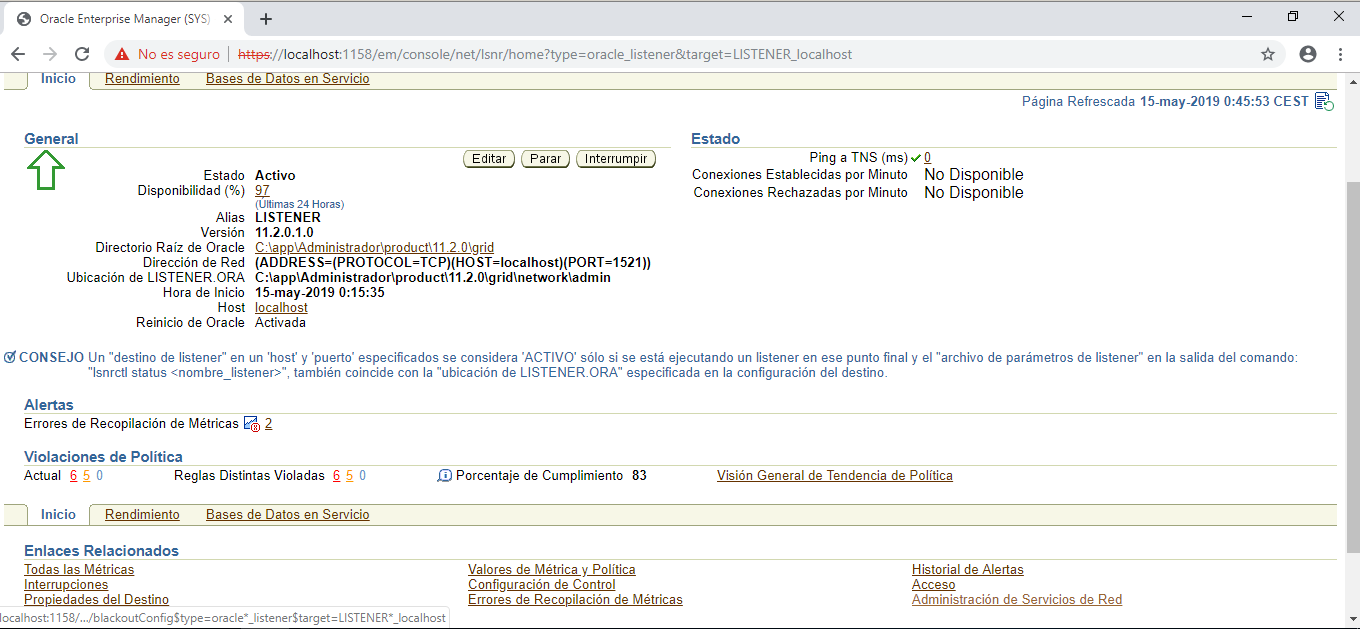 Oracle Enterprise Manager (SYS)
No es seguro | https://localhost:1158/em/console/net/lsnr/home?type=oracle_listener&target=LISTENER_localhost
Inicio Rendimiento Bases de Datos en Servicio
Página Refrescada 15-may-2019 0:45:53 CEST
General
Editar Parar Interrumpir
Estado Activo
Disponibilidad (%) 97
(Últimas 24 Horas)
Alias LISTENER
Versión 11.2.0.1.0
Directorio Raíz de Oracle C:\app\Administrador\product\11.2.0\grid
Dirección de Red (ADDRESS=(PROTOCOL=TCP)(HOST=localhost)(PORT=1521))
Ubicación de LISTENER.ORA C:\app\Administrador\product\11.2.0\grid\network\admin
Hora de Inicio 15-may-2019 0:15:35
Host localhost
Reinicio de Oracle Activada
Estado
Ping a TNS (ms) 0
Conexiones Establecidas por Minuto No Disponible
Conexiones Rechazadas por Minuto No Disponible
CONSEJO Un "destino de listener" en un 'host' y 'puerto' especificados se considera 'ACTIVO' sólo si se está ejecutando un listener en ese punto final y el "archivo de parámetros de listener" en la salida del comando:
"lsnrctl status <nombre_listener>", también coincide con la "ubicación de LISTENER.ORA" especificada en la configuración del destino.
Alertas
Errores de Recopilación de Métricas 2
Violaciones de Política
Actual 6 5 0 Reglas Distintas Violadas 6 5 0 Porcentaje de Cumplimiento 83 Visión General de Tendencia de Política
Inicio Rendimiento Bases de Datos en Servicio
Enlaces Relacionados
Todas las Métricas Valores de Métrica y Política Historial de Alertas
Interrupciones Configuración de Control Acceso
Propiedades del Destino Errores de Recopilación de Métricas Administración de Servicios de Red
localhost:1158/.../blackoutConfig$type=oracle*_listener$target=LISTENER*_localhost